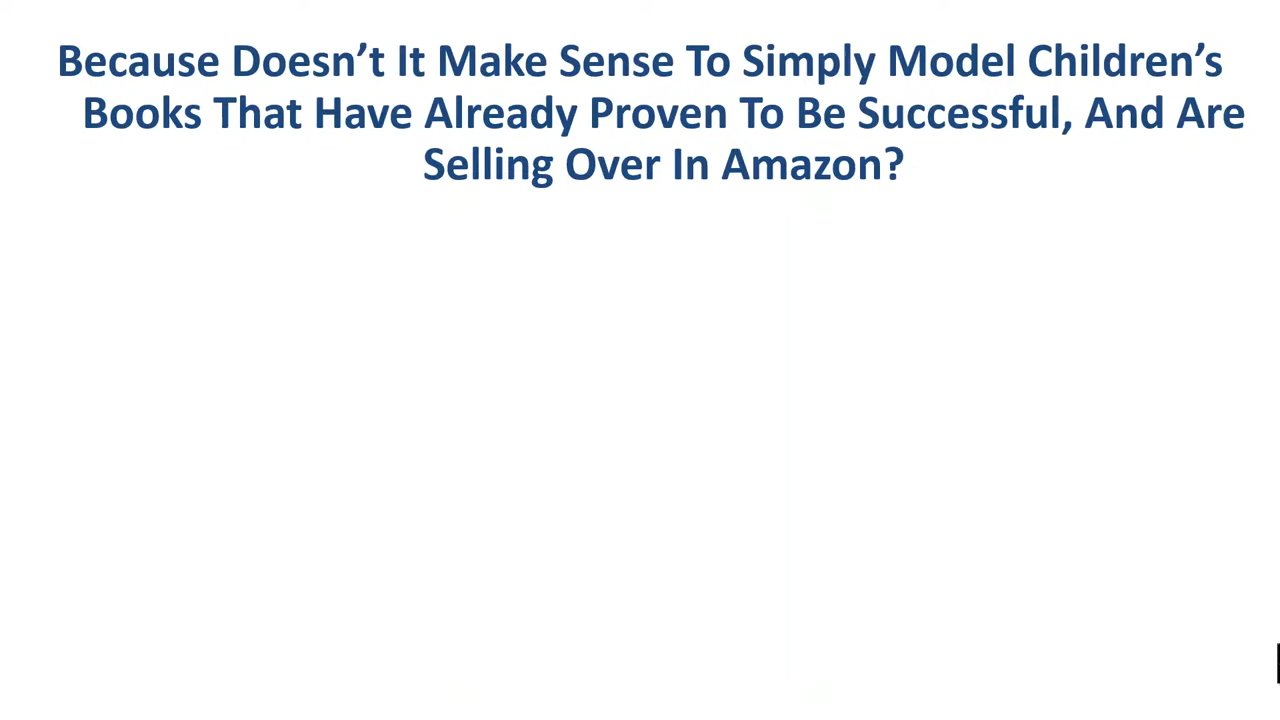 Because Doesn’t It Make Sense To Simply Model Children’s
Books That Have Already Proven To Be Successful, And Are
Selling Over In Amazon?